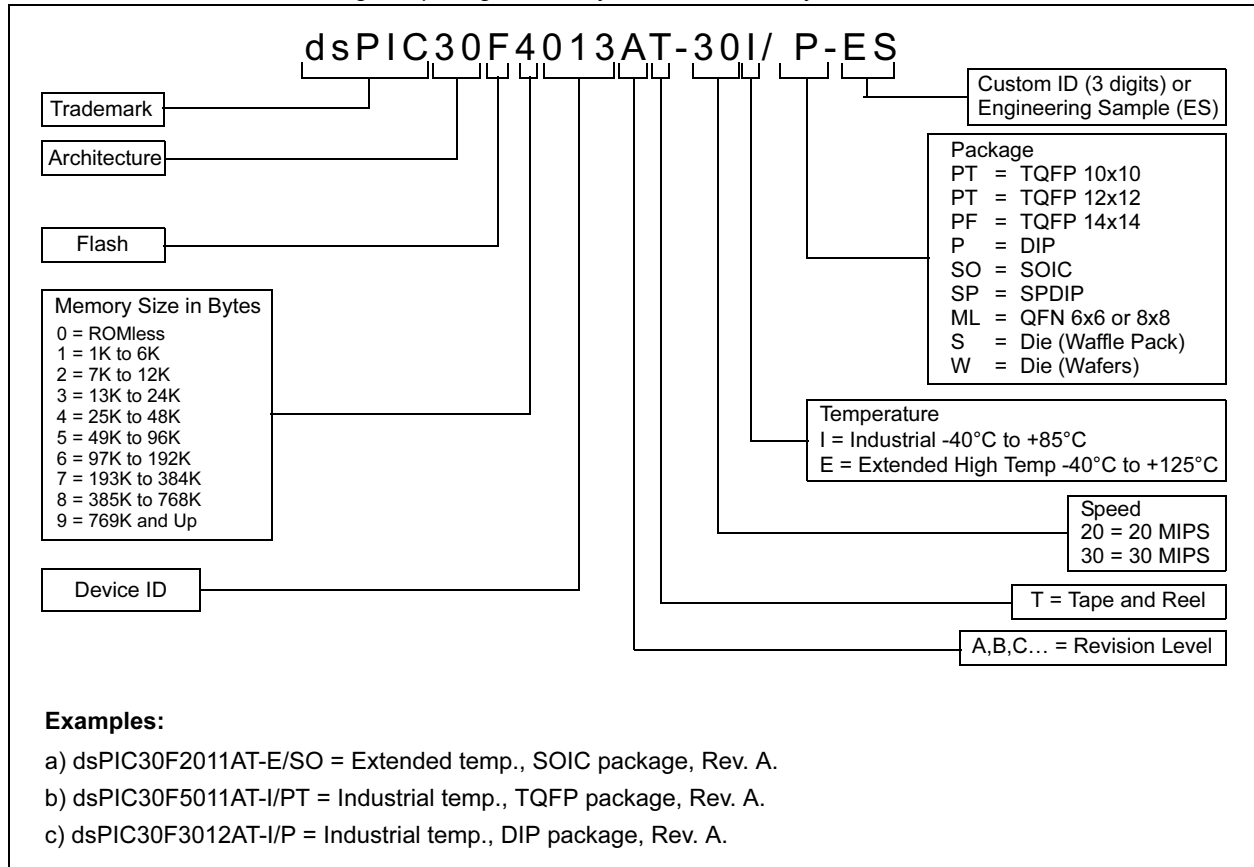 dsPIC30F4013AT-30I/ P-ES
Trademark
Architecture
Flash
Memory Size in Bytes
0 = ROMless
1 = 1K to 6K
2 = 7K to 12K
3 = 13K to 24K
4 = 25K to 48K
5 = 49K to 96K
6 = 97K to 192K
7 = 193K to 384K
8 = 385K to 768K
9 = 769K and Up
Device ID
Custom ID (3 digits) or
Engineering Sample (ES)
Package
PT = TQFP 10x10
PT = TQFP 12x12
PF = TQFP 14x14
P = DIP
SO = SOIC
SP = SPDIP
ML = QFN 6x6 or 8x8
S = Die (Waffle Pack)
W = Die (Wafers)
Temperature
I = Industrial -40°C to +85°C
E = Extended High Temp -40°C to +125°C
Speed
20 = 20 MIPS
30 = 30 MIPS
T = Tape and Reel
A,B,C… = Revision Level
Examples:
a) dsPIC30F2011AT-E/SO = Extended temp., SOIC package, Rev. A.
b) dsPIC30F5011AT-I/PT = Industrial temp., TQFP package, Rev. A.
c) dsPIC30F3012AT-I/P = Industrial temp., DIP package, Rev. A.